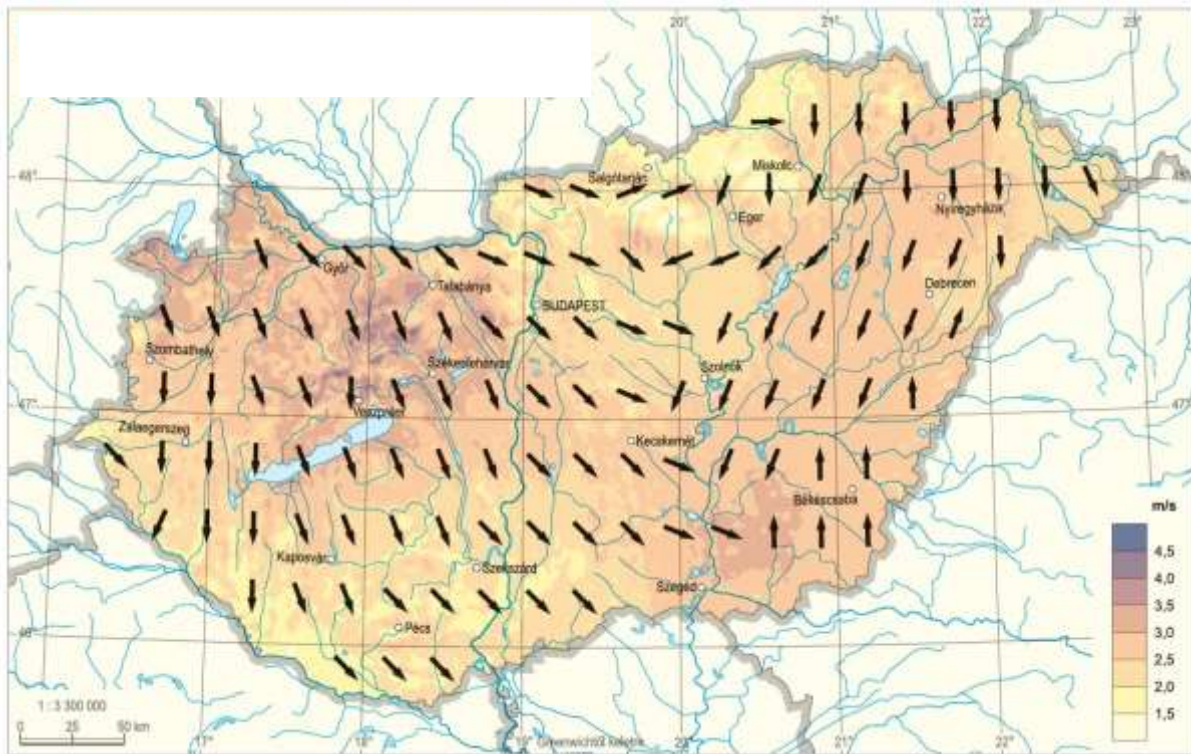 20°
21°
22°
23°
Miskolc
Salgótarján
48°
Nyíregyháza
Eger
Győr
Tatabánya
Debrecen
BUDAPEST
Szombathely
Székesfehérvár
Szolnok
47°
47°
Veszprém
Zalaegerszeg
Kecskemét
Békéscsaba
m/s
4,5
4,0
3,5
3,0
2,5
2,0
1,5
Kaposvár
Szekszárd
Szeged
Pécs
1 : 3 300 000
0 25 50 km
17°
18°
19°
20°
21°
22°